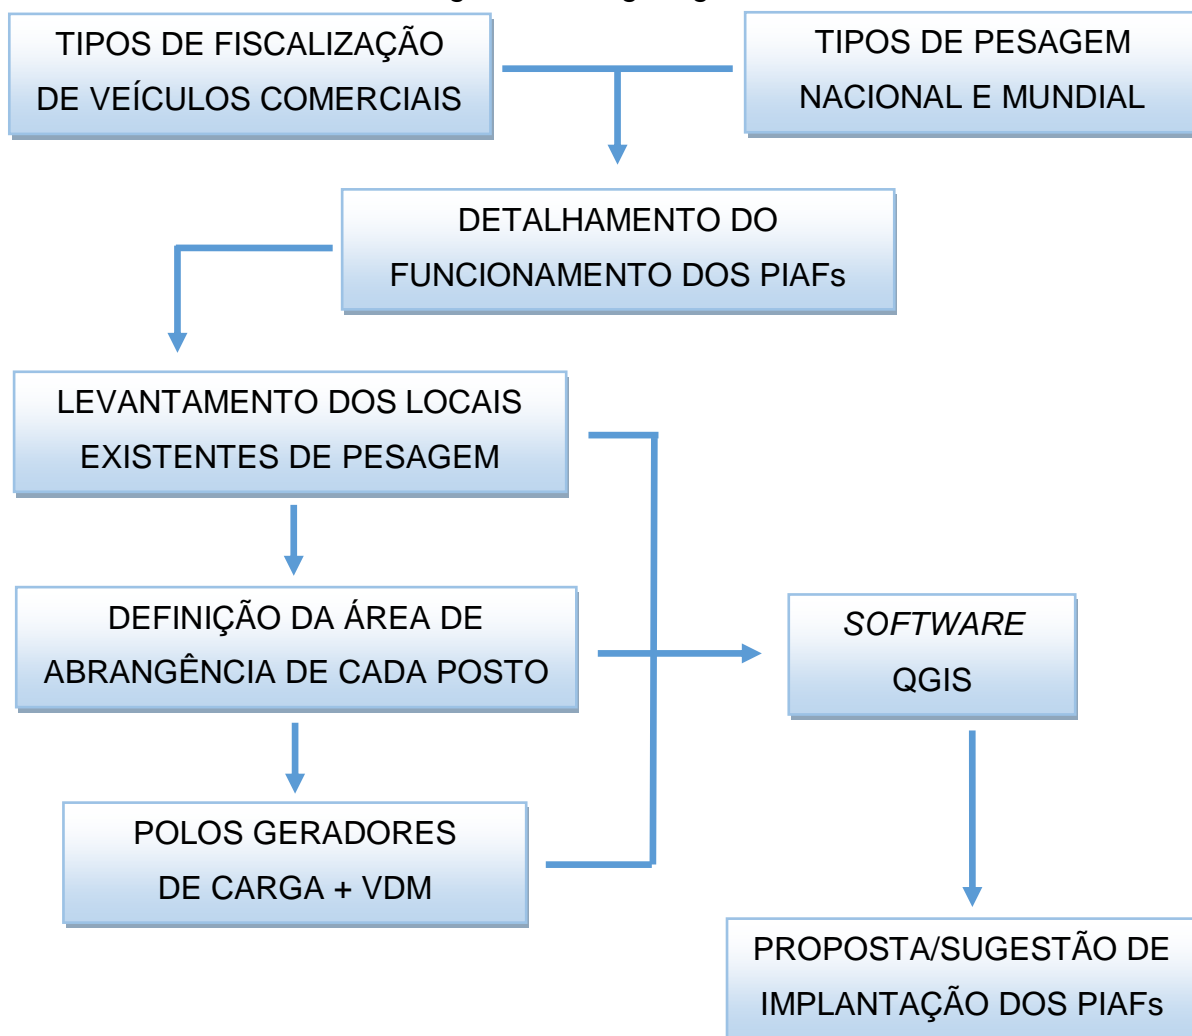 TIPOS DE FISCALIZAÇÃO
DE VEÍCULOS COMERCIAIS
TIPOS DE PESAGEM
NACIONAL E MUNDIAL
DETALHAMENTO DO
FUNCIONAMENTO DOS PIAFs
LEVANTAMENTO DOS LOCAIS
EXISTENTES DE PESAGEM
DEFINIÇÃO DA ÁREA DE
ABRANGÊNCIA DE CADA POSTO
SOFTWARE
QGIS
POLOS GERADORES
DE CARGA + VDM
PROPOSTA/SUGESTÃO DE
IMPLANTAÇÃO DOS PIAFs